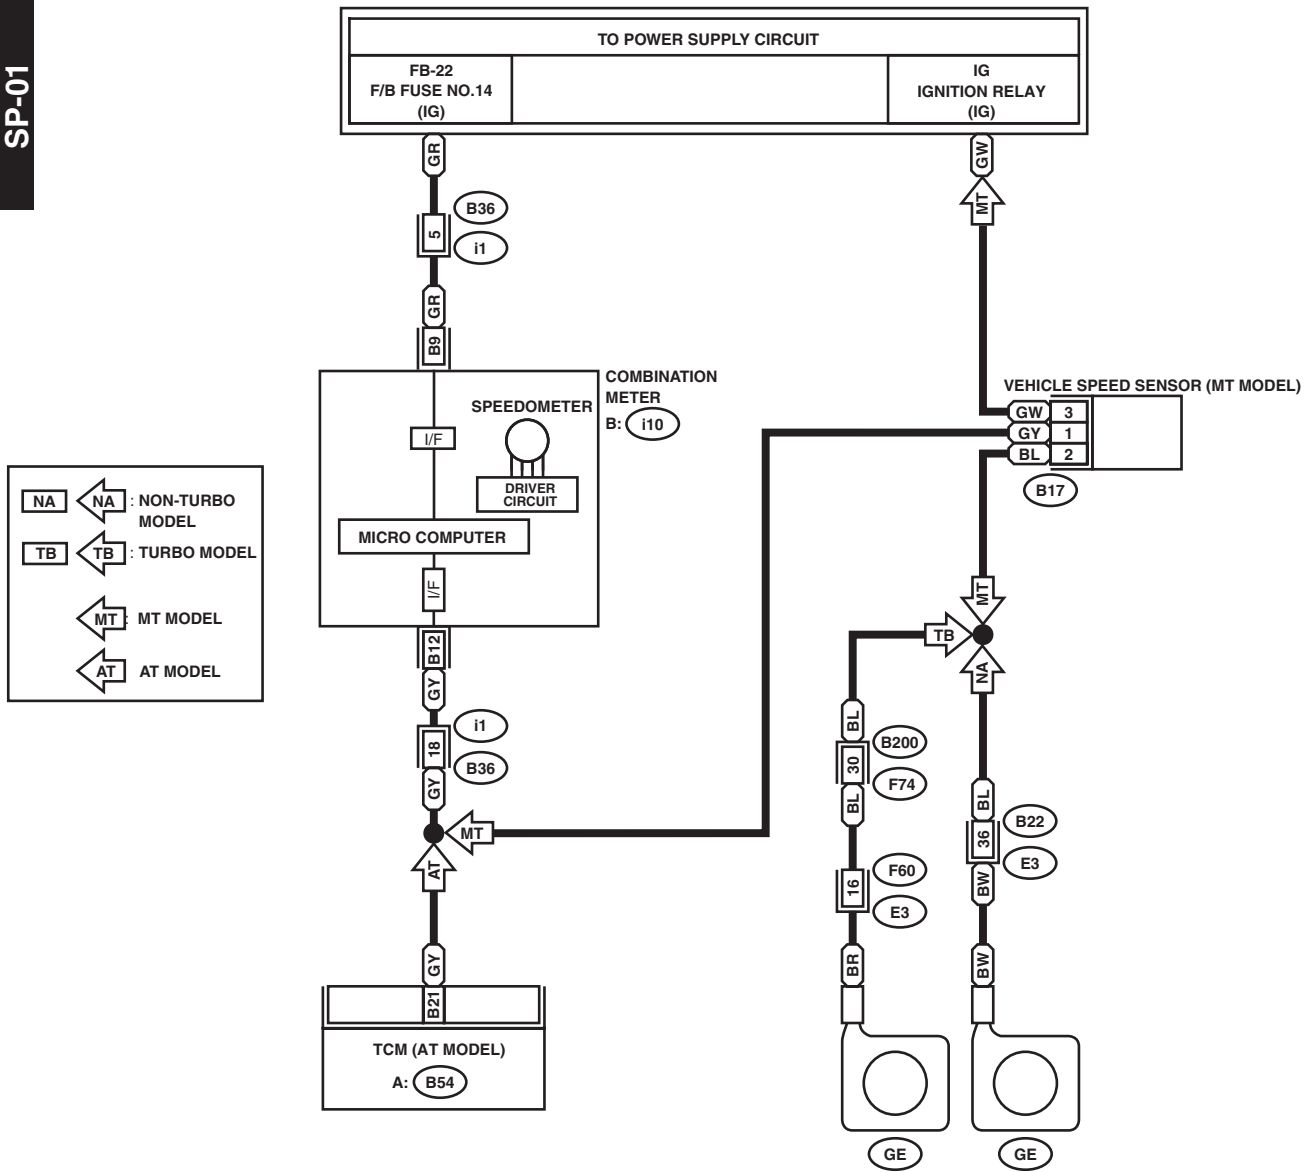 SP-01
TO POWER SUPPLY CIRCUIT
FB-22
F/B FUSE NO.14
(IG)
IG
IGNITION RELAY
(IG)
GR
GW
MT
5
B36
i1
GR
B9
COMBINATION
METER
B: i10
SPEEDOMETER
I/F
DRIVER
CIRCUIT
MICRO COMPUTER
I/F
VEHICLE SPEED SENSOR (MT MODEL)
GW 3
GY 1
BL 2
B17
NA NA : NON-TURBO
MODEL
TB TB : TURBO MODEL
MT : MT MODEL
AT AT MODEL
B12
GY
18
i1
B36
GY
MT
AT
GY
B21
TCM (AT MODEL)
A: B54
MT
TB
NA
BL
30
B200
F74
BL
16
F60
E3
BR
GE
BL
36
B22
E3
BW
BW
GE